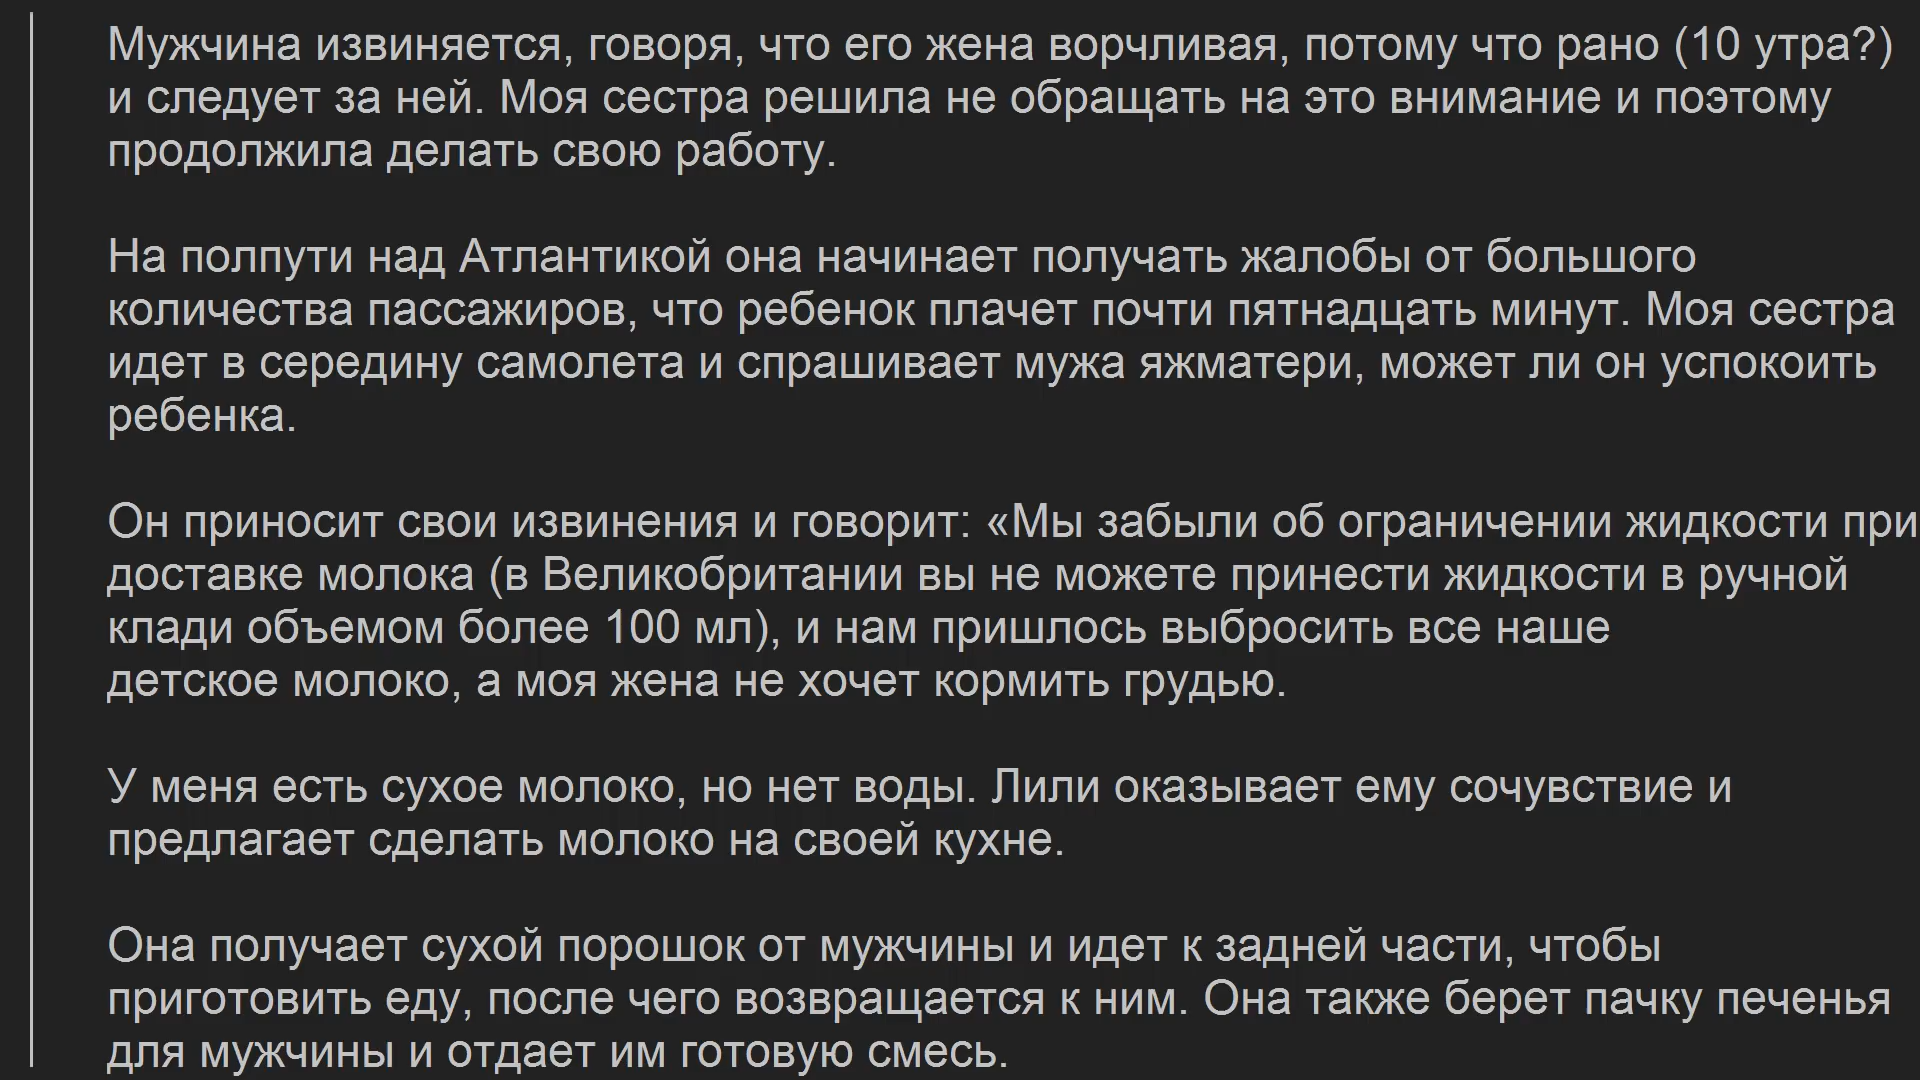 Мужчина извиняется, говоря, что его жена ворчливая, потому что рано (10 утра?)
и следует за ней. Моя сестра решила не обращать на это внимание и поэтому
продолжила делать свою работу.
На полпути над Атлантикой она начинает получать жалобы от большого
количества пассажиров, что ребенок плачет почти пятнадцать минут. Моя сестра
идет в середину самолета и спрашивает мужа яжматери, может ли он успокоить
ребенка.
Он приносит свои извинения и говорит: «Мы забыли об ограничении жидкости при
доставке молока (в Великобритании вы не можете принести жидкости в ручной
клади объемом более 100 мл), и нам пришлось выбросить все наше
детское молоко, а моя жена не хочет кормить грудью.
У меня есть сухое молоко, но нет воды. Лили оказывает ему сочувствие и
предлагает сделать молоко на своей кухне.
Она получает сухой порошок от мужчины и идет к задней части, чтобы
приготовить еду, после чего возвращается к ним. Она также берет пачку печенья
для мужчины и отдает им готовую смесь.